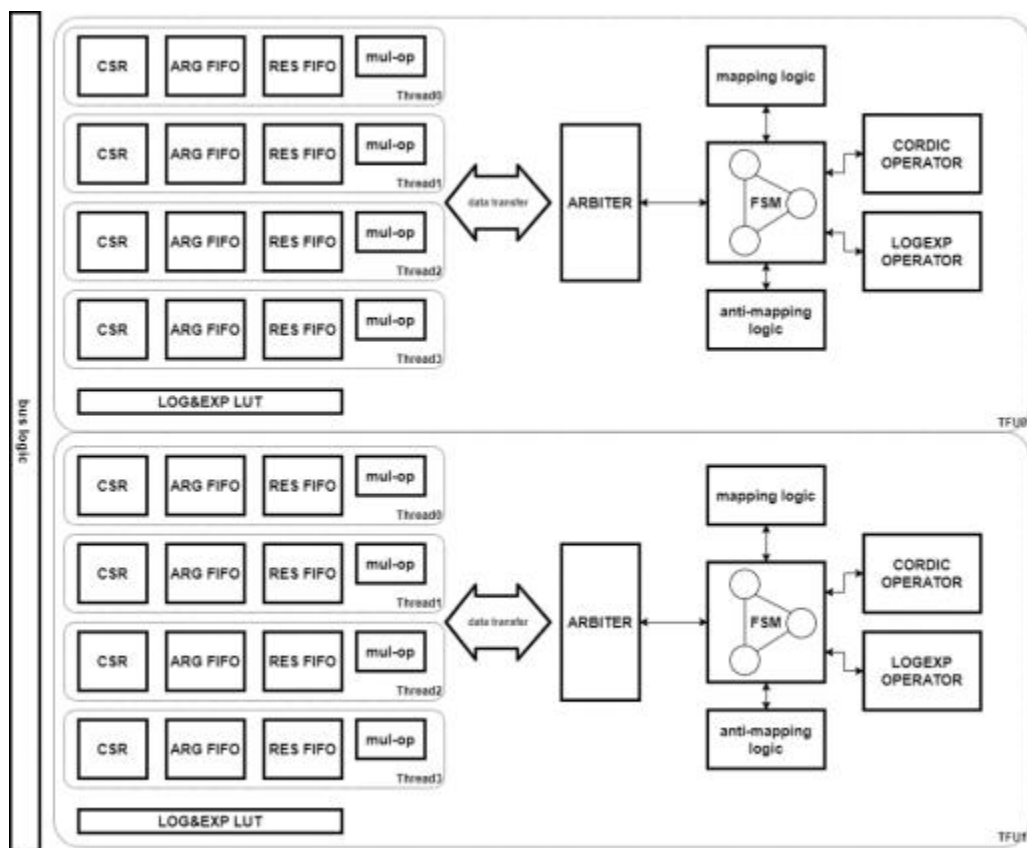 bus logic
CSR
ARG FIFO
RES FIFO
mul-op
Thread0
CSR
ARG FIFO
RES FIFO
mul-op
Thread1
CSR
ARG FIFO
RES FIFO
mul-op
Thread2
CSR
ARG FIFO
RES FIFO
mul-op
Thread3
LOG&EXP LUT
data transfer
ARBITER
mapping logic
FSM
anti-mapping
logic
CORDIC
OPERATOR
LOGEXP
OPERATOR
TFU0
CSR
ARG FIFO
RES FIFO
mul-op
Thread0
CSR
ARG FIFO
RES FIFO
mul-op
Thread1
CSR
ARG FIFO
RES FIFO
mul-op
Thread2
CSR
ARG FIFO
RES FIFO
mul-op
Thread3
LOG&EXP LUT
data transfer
ARBITER
mapping logic
FSM
anti-mapping
logic
CORDIC
OPERATOR
LOGEXP
OPERATOR
TFU1